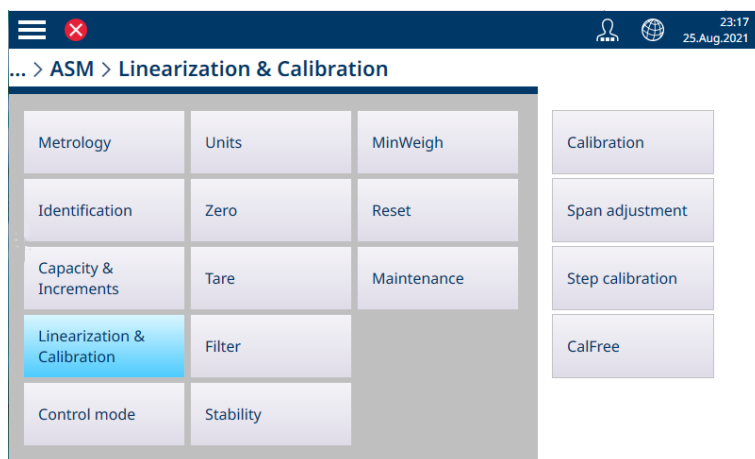 23:17
25.Aug.2021
... > ASM > Linearization & Calibration
Metrology
Units
MinWeigh
Calibration
Identification
Zero
Reset
Span adjustment
Capacity &
Increments
Tare
Maintenance
Step calibration
Linearization &
Calibration
Filter
CalFree
Control mode
Stability